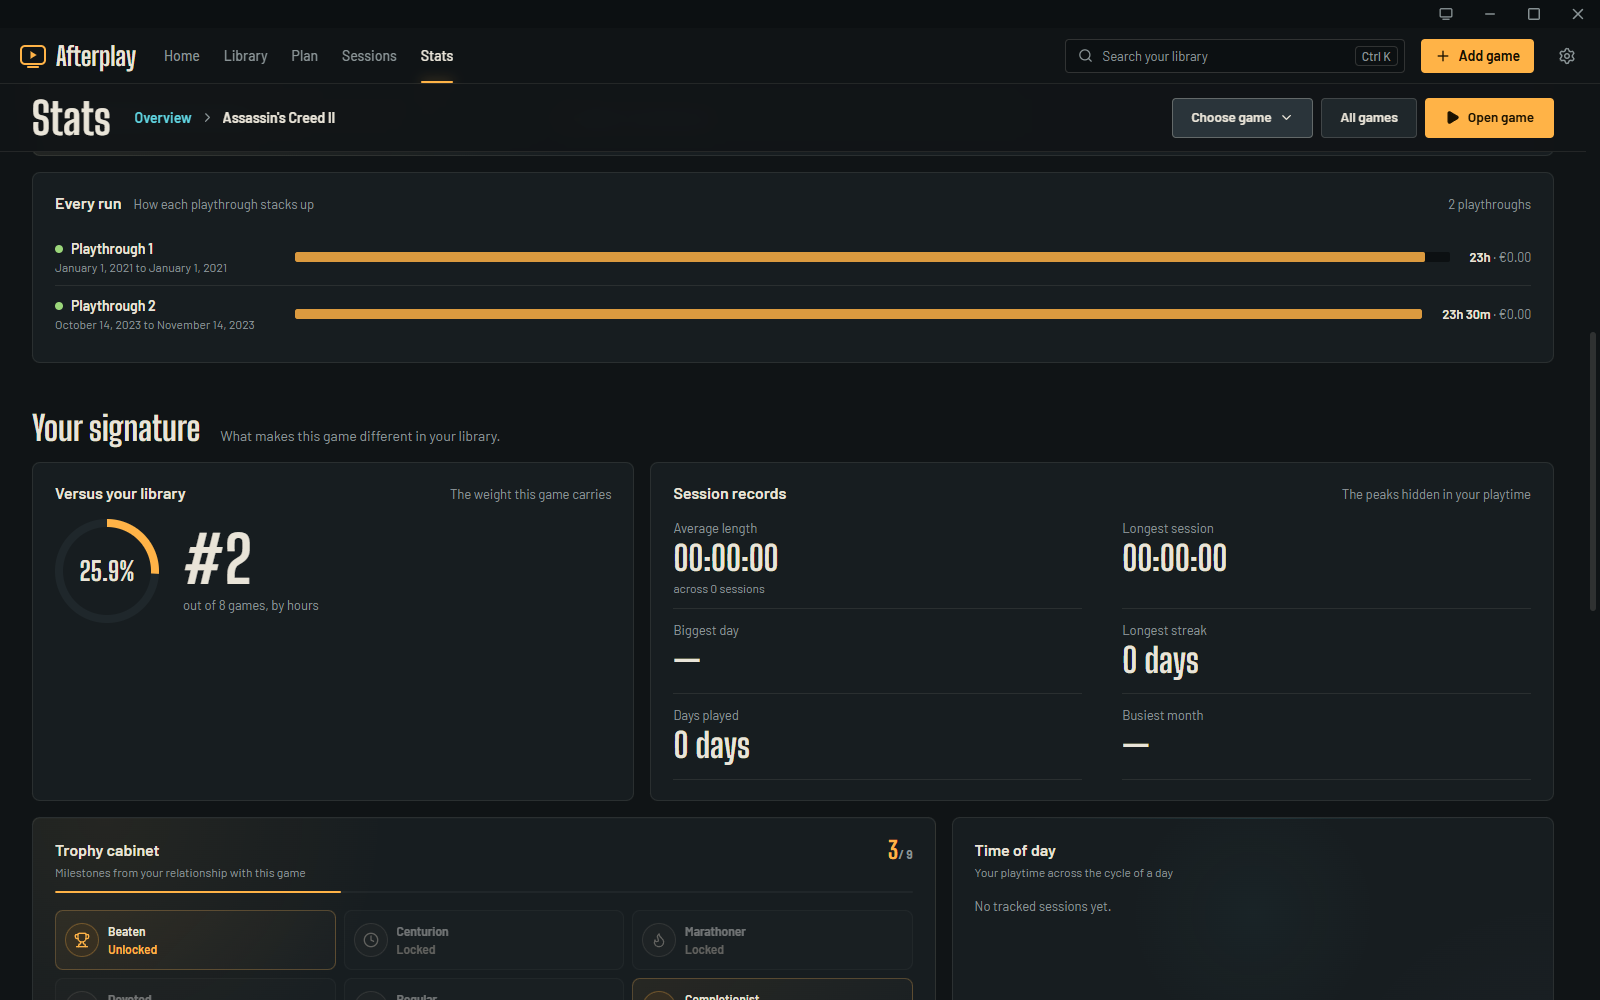 Afterplay
Home
Library
Plan
Sessions
Stats
Search your library
Ctrl K
+ Add game
Stats
Overview > Assassin's Creed II
Choose game
All games
Open game
Every run
How each playthrough stacks up
2 playthroughs
Playthrough 1
January 1, 2021 to January 1, 2021
23h · €0.00
Playthrough 2
October 14, 2023 to November 14, 2023
23h 30m · €0.00
Your signature
What makes this game different in your library.
Versus your library
The weight this game carries
25.9%
#2
out of 8 games, by hours
Session records
The peaks hidden in your playtime
Average length
00:00:00
across 0 sessions
Longest session
00:00:00
Biggest day
—
Longest streak
0 days
Days played
0 days
Busiest month
—
Trophy cabinet
Milestones from your relationship with this game
3 / 9
Beaten
Unlocked
Centurion
Locked
Marathoner
Locked
Devoted
Regular
Completionist
Time of day
Your playtime across the cycle of a day
No tracked sessions yet.